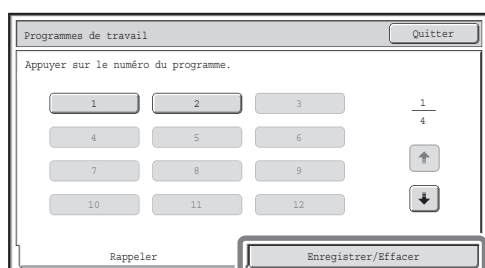 Programmes de travail Quitter
Appuyer sur le numéro du programme.
1 2 3
1
4
4 5 6
7 8 9
10 11 12
Rappeler Enregistrer/Effacer